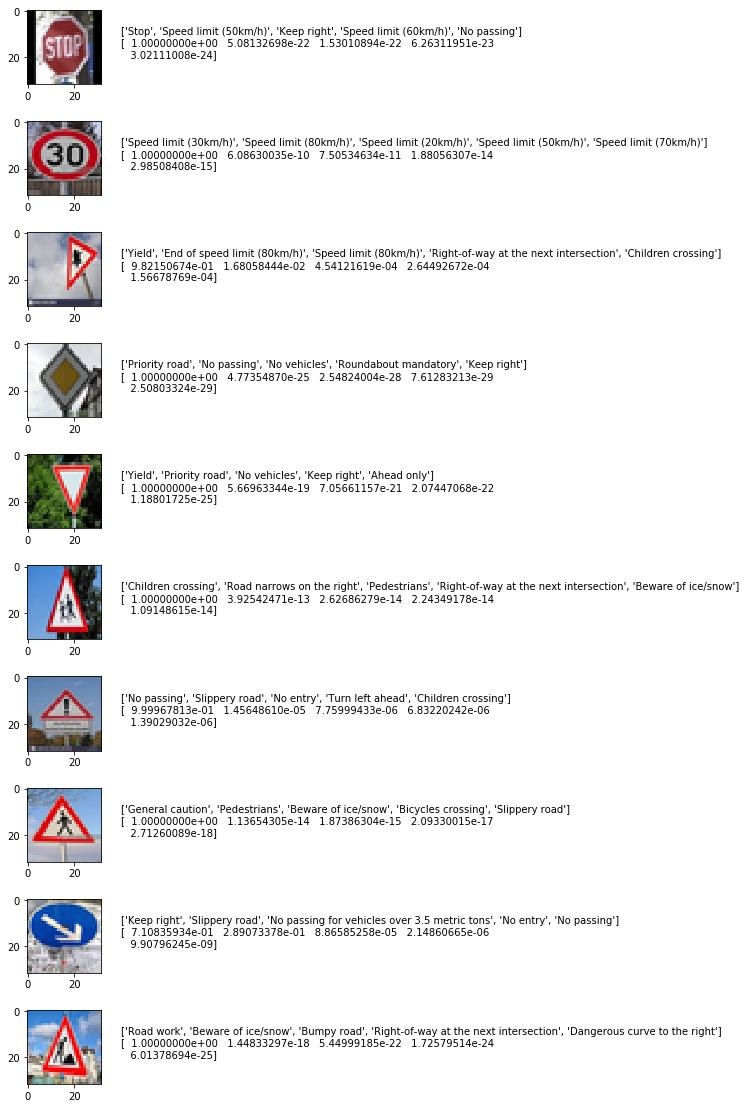 0
20
0 20
STOP
['Stop', 'Speed limit (50km/h)', 'Keep right', 'Speed limit (60km/h)', 'No passing']
[ 1.00000000e+00 5.08132698e-22 1.53010894e-22 6.26311951e-23
3.02111008e-24]
0
20
0 20
30
['Speed limit (30km/h)', 'Speed limit (80km/h)', 'Speed limit (20km/h)', 'Speed limit (50km/h)', 'Speed limit (70km/h)']
[ 1.00000000e+00 6.08630035e-10 7.50534634e-11 1.88056307e-14
2.98508408e-15]
0
20
0 20
['Yield', 'End of speed limit (80km/h)', 'Speed limit (80km/h)', 'Right-of-way at the next intersection', 'Children crossing']
[ 9.82150674e-01 1.68058444e-02 4.54121619e-04 2.64492672e-04
1.56678769e-04]
0
20
0 20
['Priority road', 'No passing', 'No vehicles', 'Roundabout mandatory', 'Keep right']
[ 1.00000000e+00 4.77354870e-25 2.54824004e-28 7.61283213e-29
2.50803324e-29]
0
20
0 20
['Yield', 'Priority road', 'No vehicles', 'Keep right', 'Ahead only']
[ 1.00000000e+00 5.66963344e-19 7.05661157e-21 2.07447068e-22
1.18801725e-25]
0
20
0 20
['Children crossing', 'Road narrows on the right', 'Pedestrians', 'Right-of-way at the next intersection', 'Beware of ice/snow']
[ 1.00000000e+00 3.92542471e-13 2.62686279e-14 2.24349178e-14
1.09148615e-14]
0
20
0 20
['No passing', 'Slippery road', 'No entry', 'Turn left ahead', 'Children crossing']
[ 9.99967813e-01 1.45648610e-05 7.75999433e-06 6.83220242e-06
1.39029032e-06]
0
20
0 20
['General caution', 'Pedestrians', 'Beware of ice/snow', 'Bicycles crossing', 'Slippery road']
[ 1.00000000e+00 1.13654305e-14 1.87386304e-15 2.09330015e-17
2.71260089e-18]
0
20
0 20
['Keep right', 'Slippery road', 'No passing for vehicles over 3.5 metric tons', 'No entry', 'No passing']
[ 7.10835934e-01 2.89073378e-01 8.86585258e-05 2.14860665e-06
9.90796245e-09]
0
20
0 20
['Road work', 'Beware of ice/snow', 'Bumpy road', 'Right-of-way at the next intersection', 'Dangerous curve to the right']
[ 1.00000000e+00 1.44833297e-18 5.44999185e-22 1.72579514e-24
6.01378694e-25]